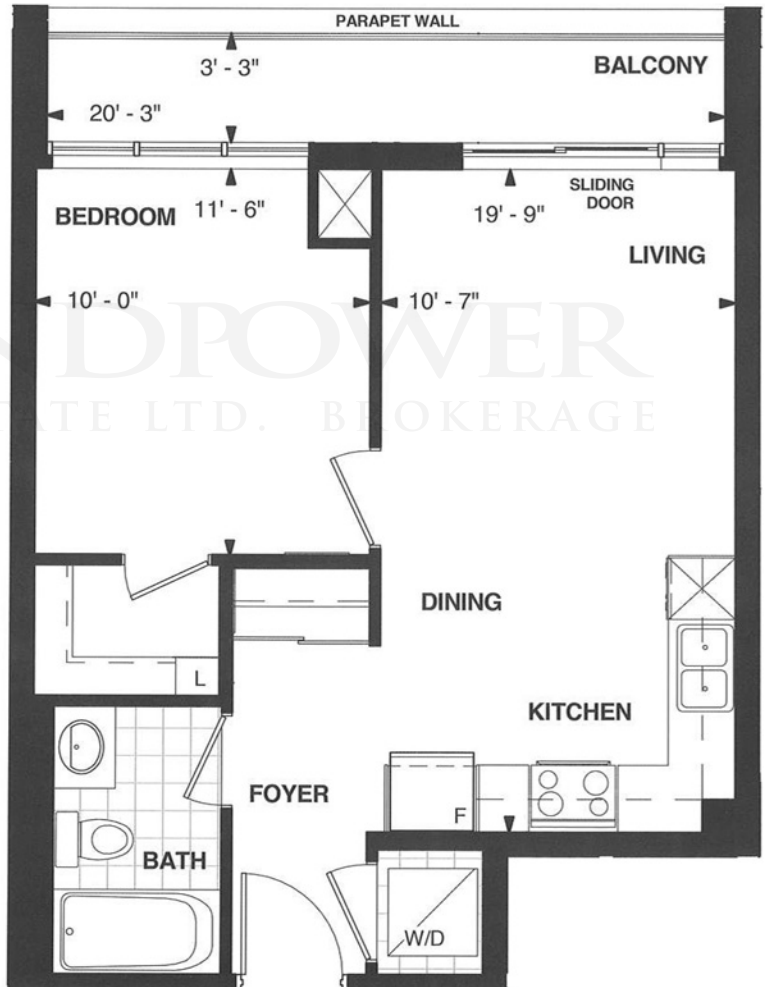 PARAPET WALL
3' - 3"
BALCONY
20' - 3"
BEDROOM
11' - 6"
19' - 9"
SLIDING
DOOR
LIVING
10' - 0"
10' - 7"
NDPOWER
ATE LTD. BROKERAGE
DINING
L
KITCHEN
FOYER
F
BATH
W/D